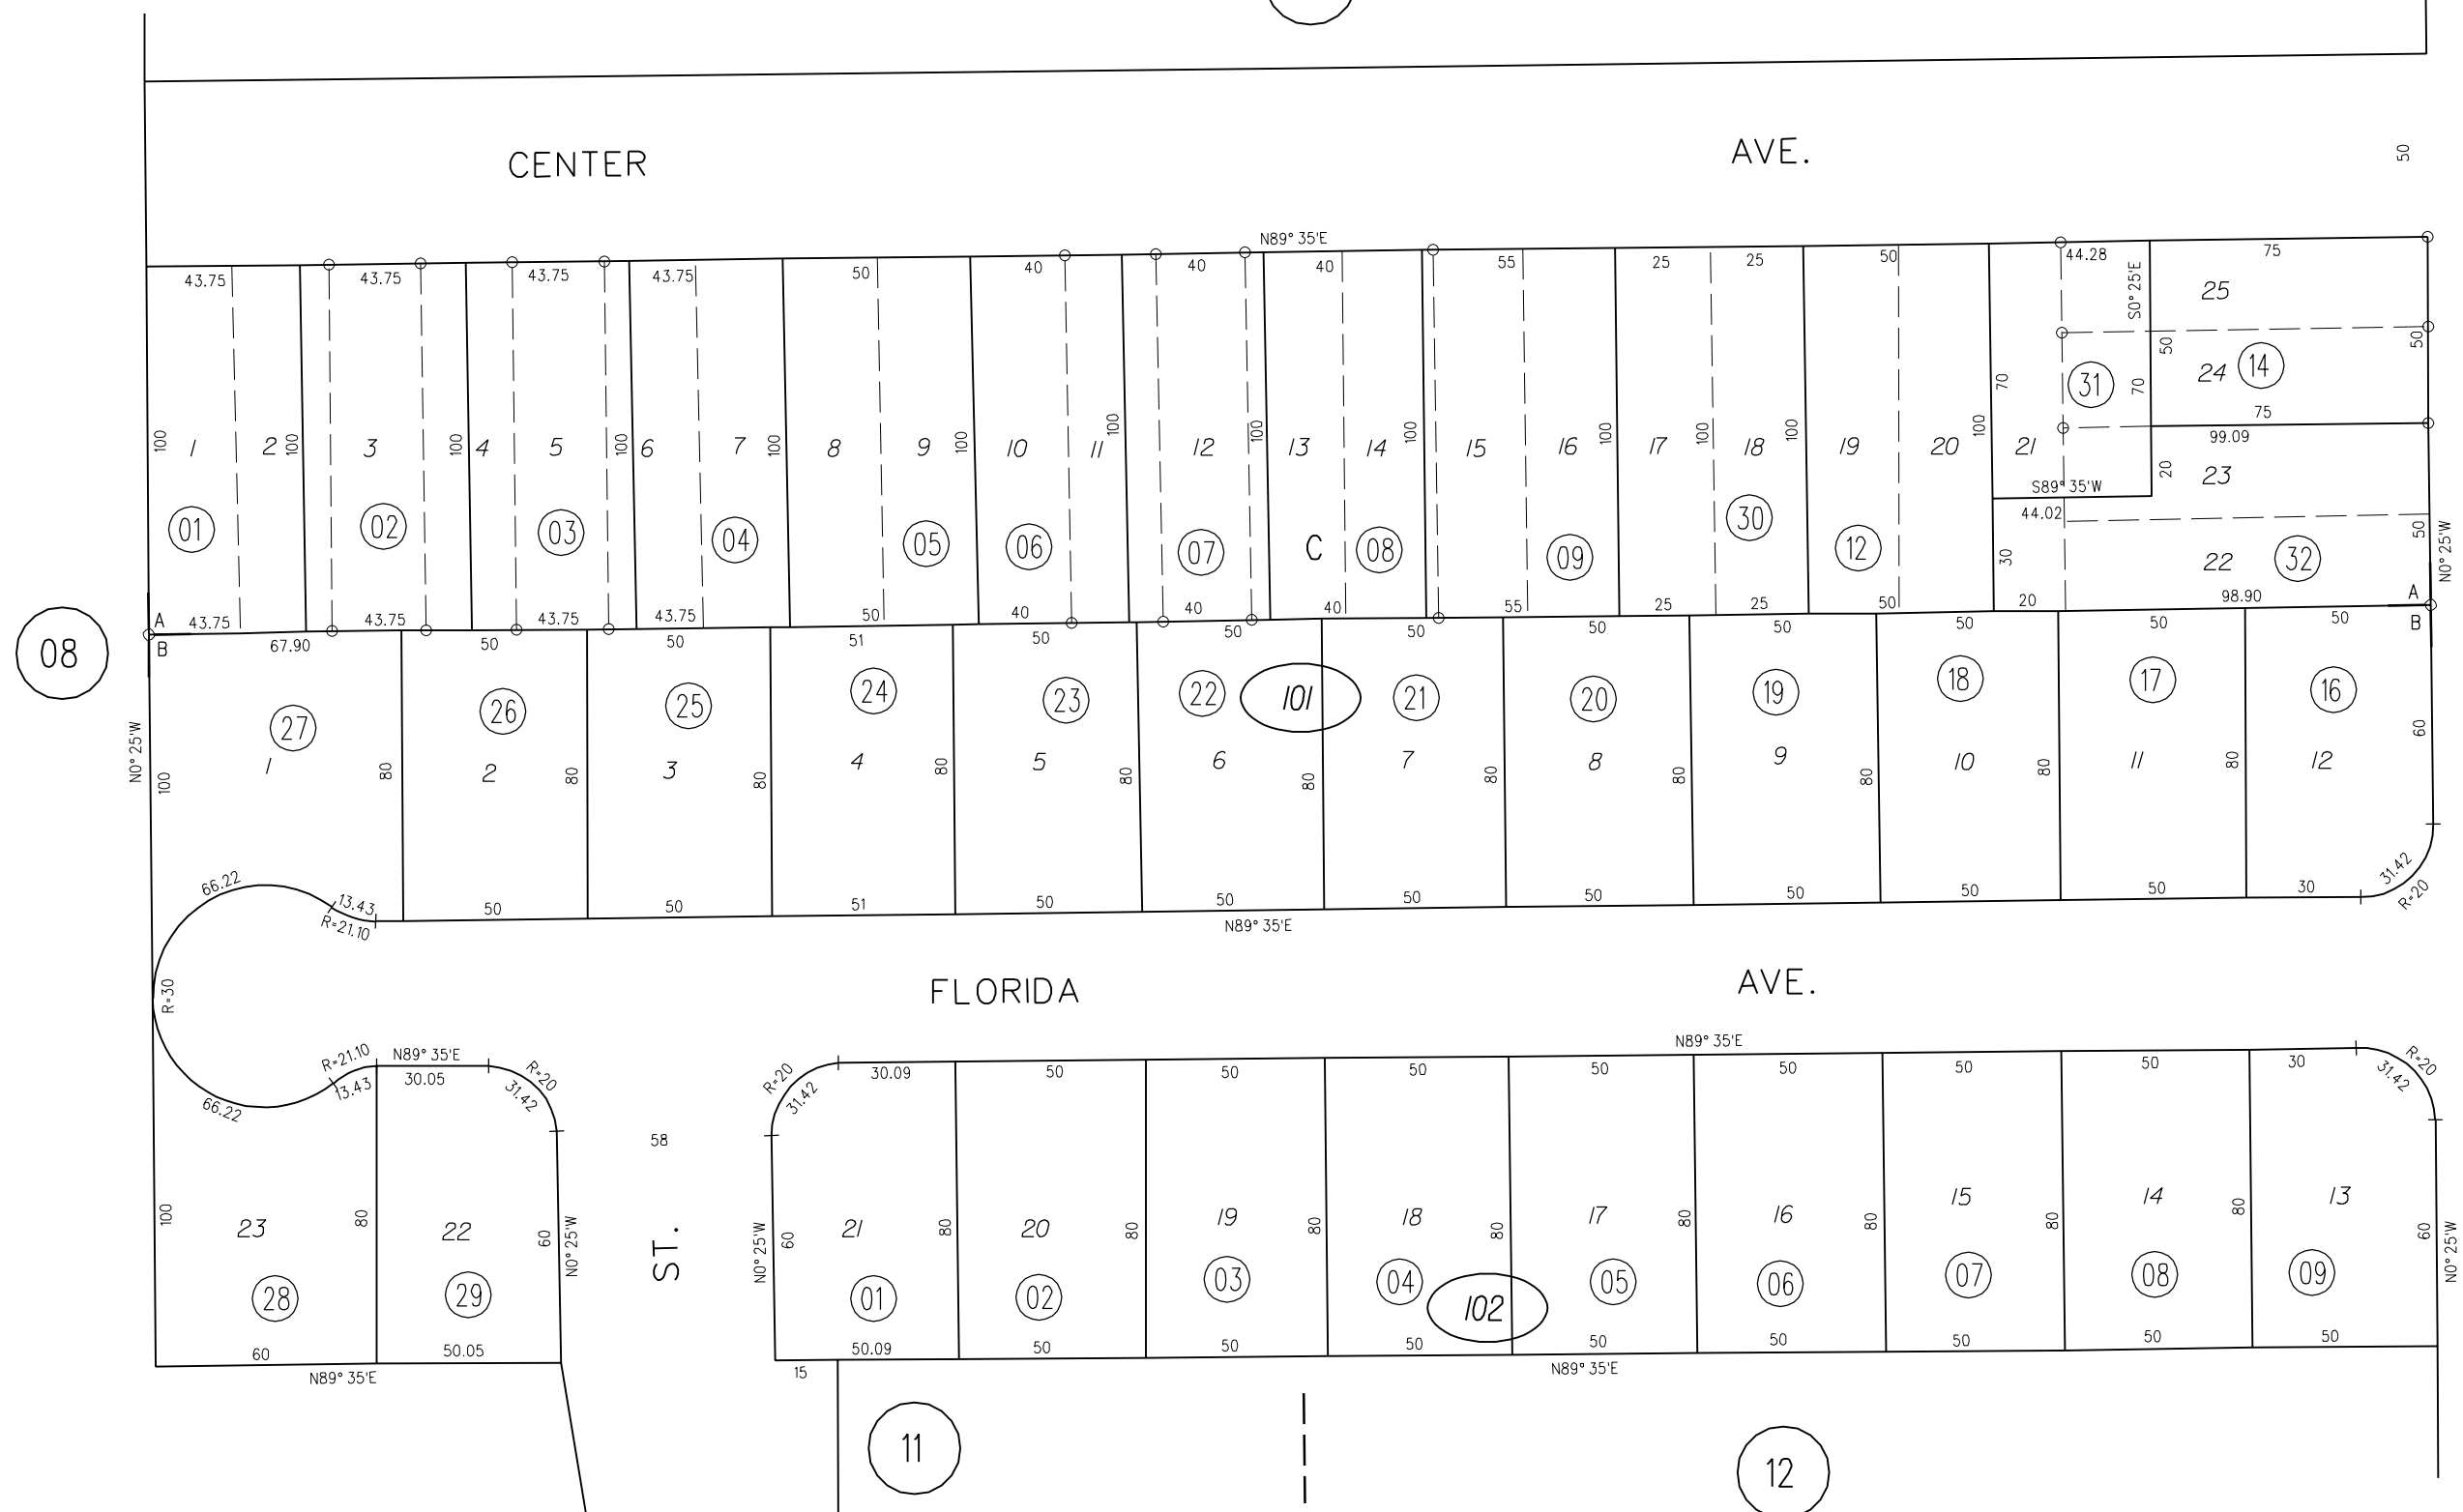 CENTER AVE.
50
N89° 35'E
43.75 43.75 43.75 43.75 50 40 40 40 55 25 25 50 44.28 75
S0° 25'E
25
50 50
24 14
31
70 70
75
99.09
100 1 2 100 3 100 4 5 100 6 7 100 8 9 100 10 11 100 12 100 13 14 100 15 16 100 17 100 18 100 19 20 100 21
20 23
S89° 35'W
44.02
01 02 03 04 05 06 07 C 08 09 30 12
30 22 32 50 N0° 25'W
43.75 43.75 43.75 43.75 50 40 40 40 55 25 25 50 20 98.90
A A
B B
08
67.90 50 50 51 50 50 50 50 50 50 50 50
27 26 25 24 23 22 101 21 20 19 18 17 16
N0° 25'W
100 1 80 2 80 3 80 4 80 5 80 6 80 7 80 8 80 9 80 10 80 11 80 12 60
66.22 13.43 R=21.10
50 50 51 50 50 50 50 50 50 50 30 31.42 R=20
N89° 35'E
R=30
FLORIDA AVE.
N89° 35'E
R=21.10 13.43 66.22
N89° 35'E
30.05 31.42 R=20
R=20 31.42 30.09 50 50 50 50 50 50 50 30 31.42 R=20
58
ST.
100 23 80 22 60 N0° 25'W
N0° 25'W 60 21 80 20 80 19 80 18 80 17 80 16 80 15 80 14 80 13 60 N0° 25'W
28 29 01 02 03 04 102 05 06 07 08 09
60 50.05 50.09 50 50 50 50 50 50 50 50
N89° 35'E 15 N89° 35'E
11 12